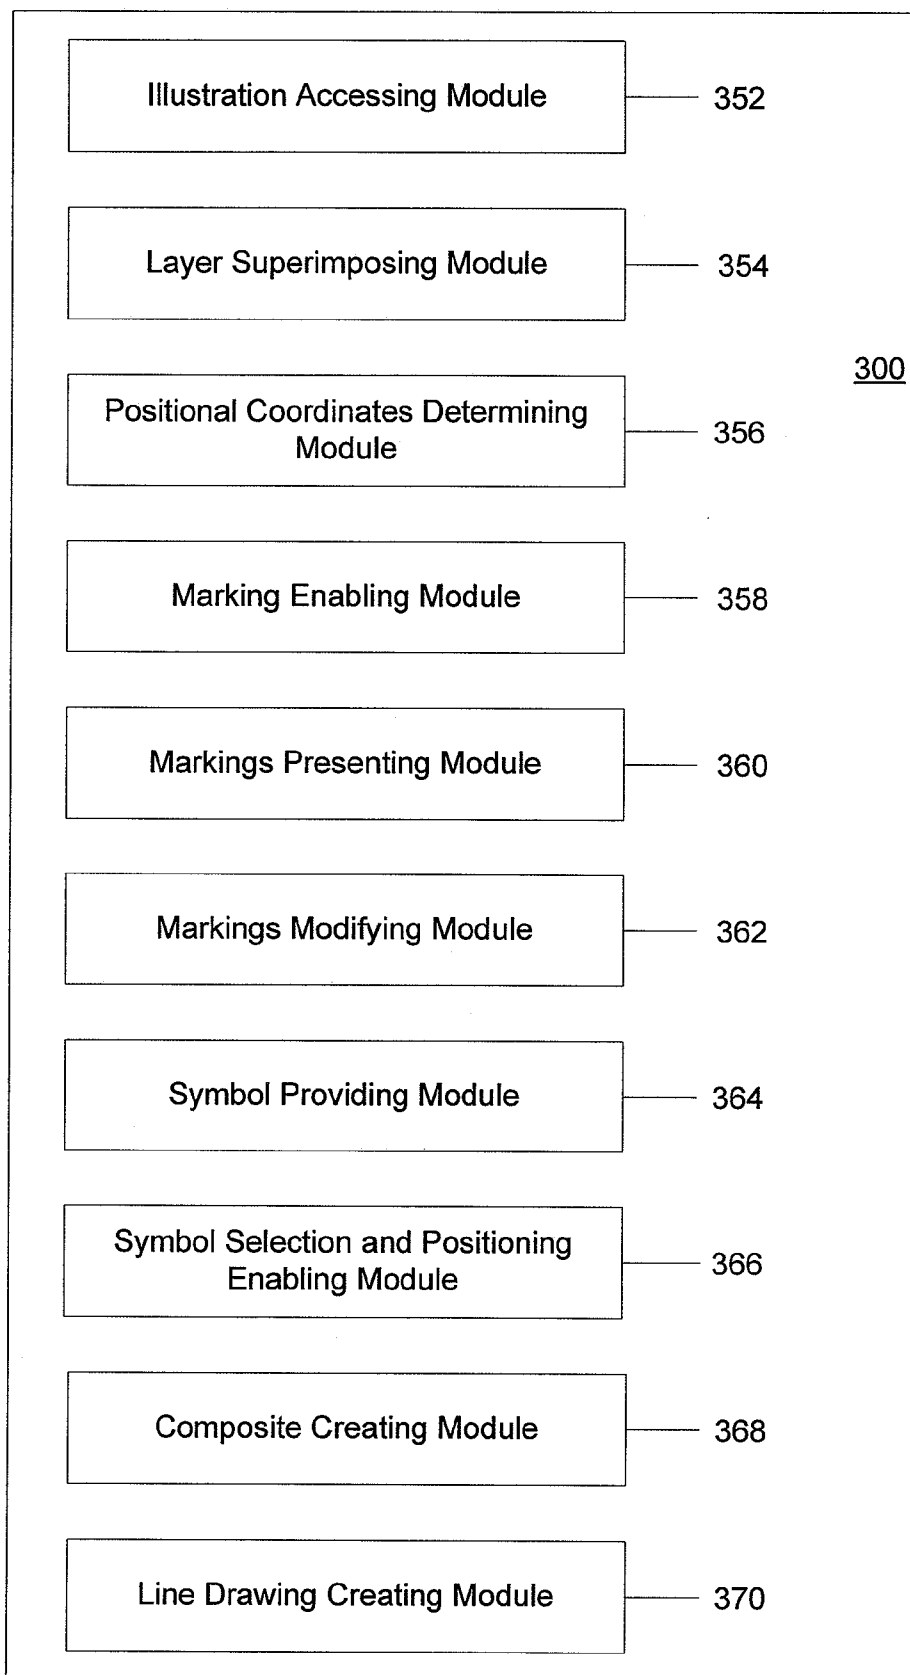 Illustration Accessing Module
352
Layer Superimposing Module
354
300
Positional Coordinates Determining
Module
356
Marking Enabling Module
358
Markings Presenting Module
360
Markings Modifying Module
362
Symbol Providing Module
364
Symbol Selection and Positioning
Enabling Module
366
Composite Creating Module
368
Line Drawing Creating Module
370